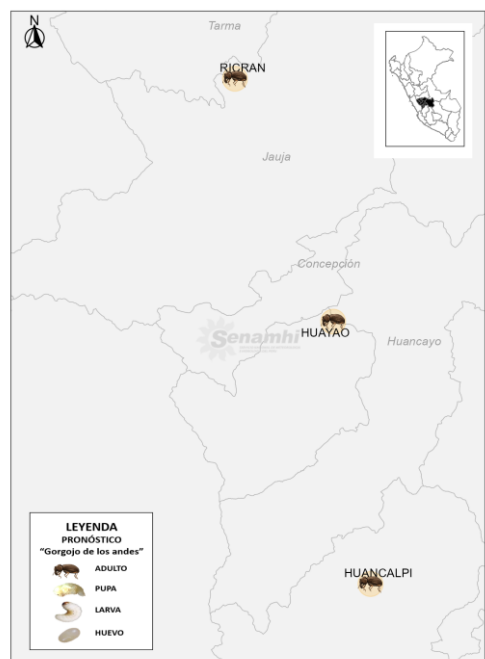 N
Tarma
RICRAN
Jauja
Concepción
HUAYAO
Senamhi
Huancayo
HUANCALPI
LEYENDA
PRONÓSTICO
"Gorgojo de los andes"
ADULTO
PUPA
LARVA
HUEVO